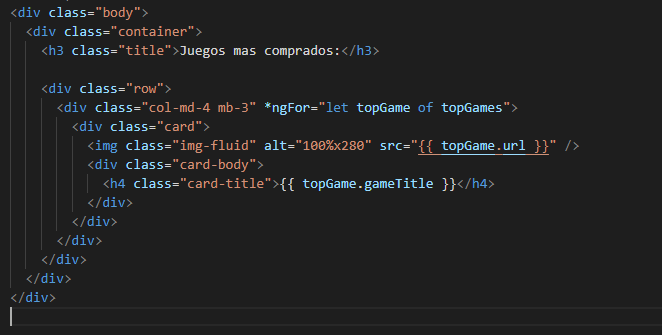 <div class="body">
<div class="container">
<h3 class="title">Juegos mas comprados:</h3>
<div class="row">
<div class="col-md-4 mb-3" *ngFor="let topGame of topGames">
<div class="card">
<img class="img-fluid" alt="100%x280" src="{{ topGame.url }}" />
<div class="card-body">
<h4 class="card-title">{{ topGame.gameTitle }}</h4>
</div>
</div>
</div>
</div>
</div>
</div>